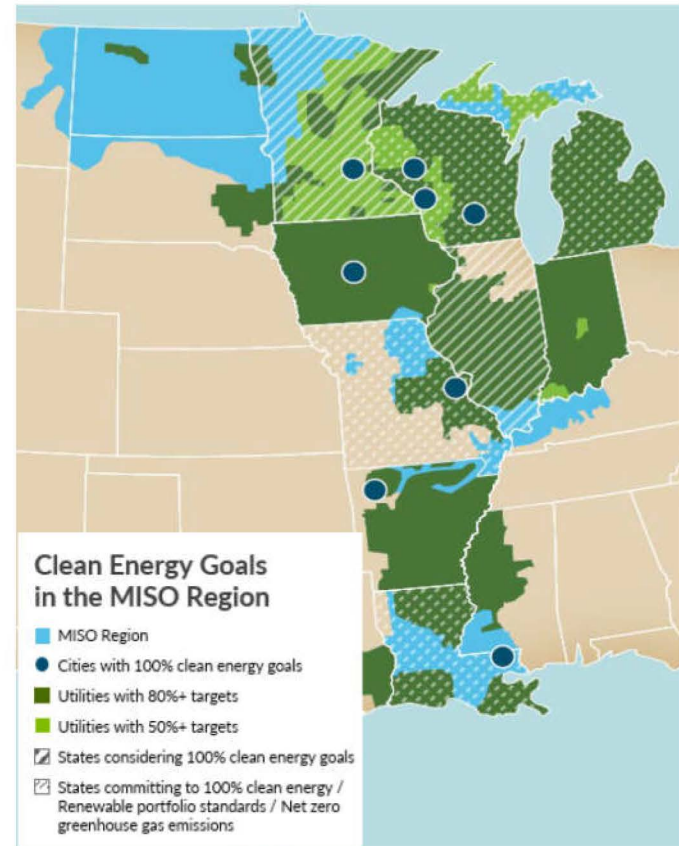 Clean Energy Goals
in the MISO Region
MISO Region
Cities with 100% clean energy goals
Utilities with 80%+ targets
Utilities with 50%+ targets
States considering 100% clean energy goals
States committing to 100% clean energy /
Renewable portfolio standards / Net zero
greenhouse gas emissions